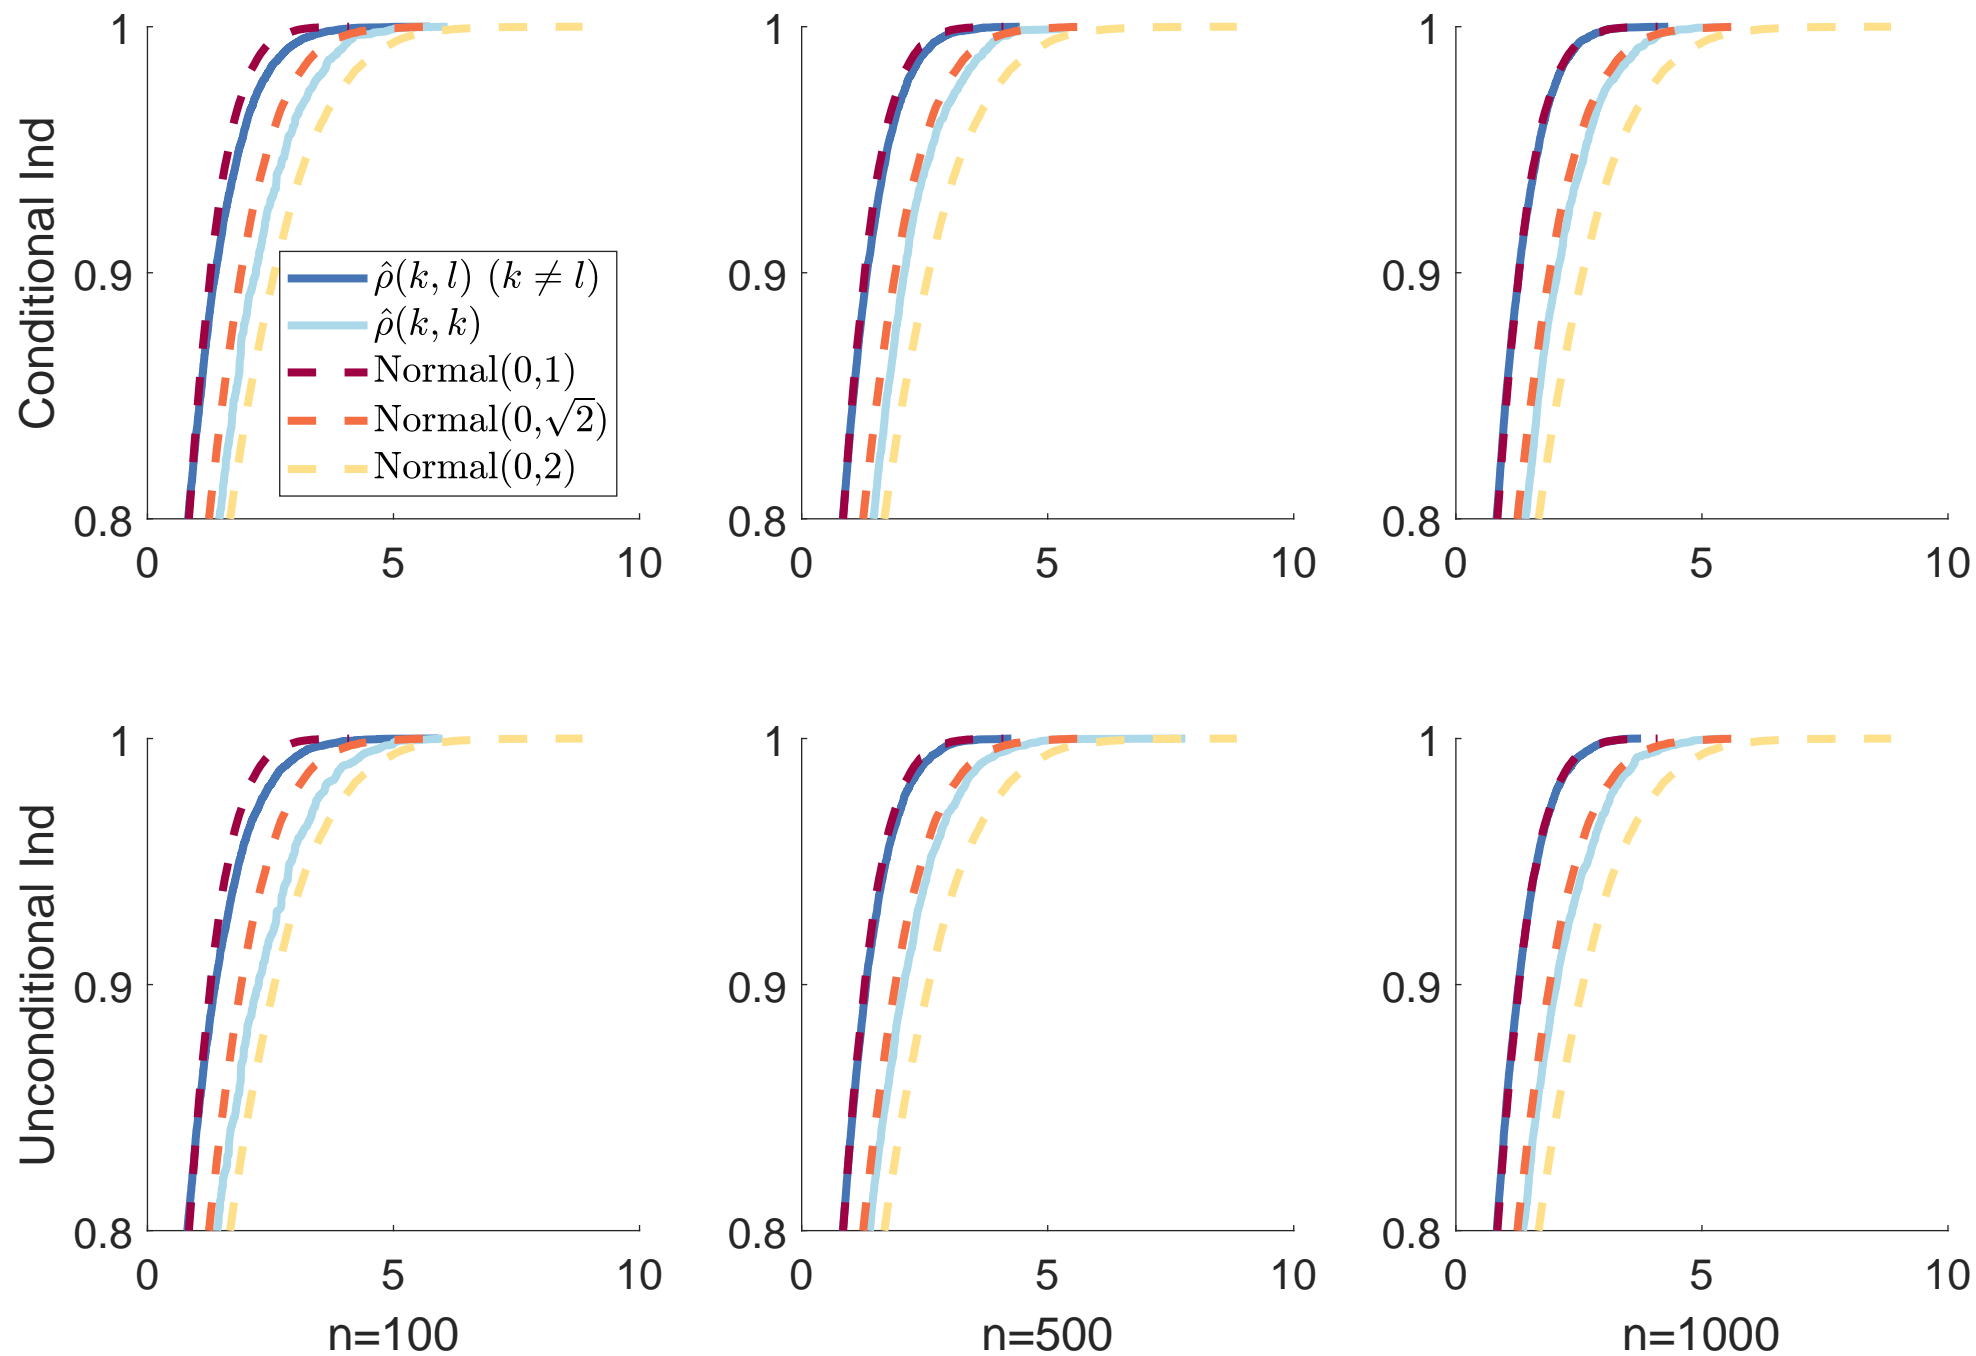 Conditional Ind
1
0.9
0.8
0 5 10
ρ̂(k, l) (k ≠ l)
ρ̂(k, k)
Normal(0,1)
Normal(0,√2)
Normal(0,2)
1
0.9
0.8
0 5 10
1
0.9
0.8
0 5 10
Unconditional Ind
1
0.9
0.8
0 5 10
n=100
1
0.9
0.8
0 5 10
n=500
1
0.9
0.8
0 5 10
n=1000